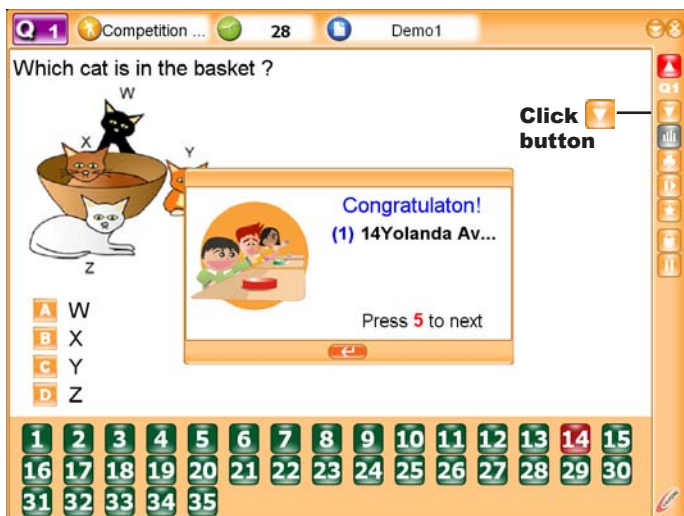 Q 1 Competition ... 28 Demo1
Which cat is in the basket ?
W
X
Y
Z
Click button
Q1
Congratulaton!
(1) 14Yolanda Av...
Press 5 to next
A W
B X
C Y
D Z
1 2 3 4 5 6 7 8 9 10 11 12 13 14 15
16 17 18 19 20 21 22 23 24 25 26 27 28 29 30
31 32 33 34 35